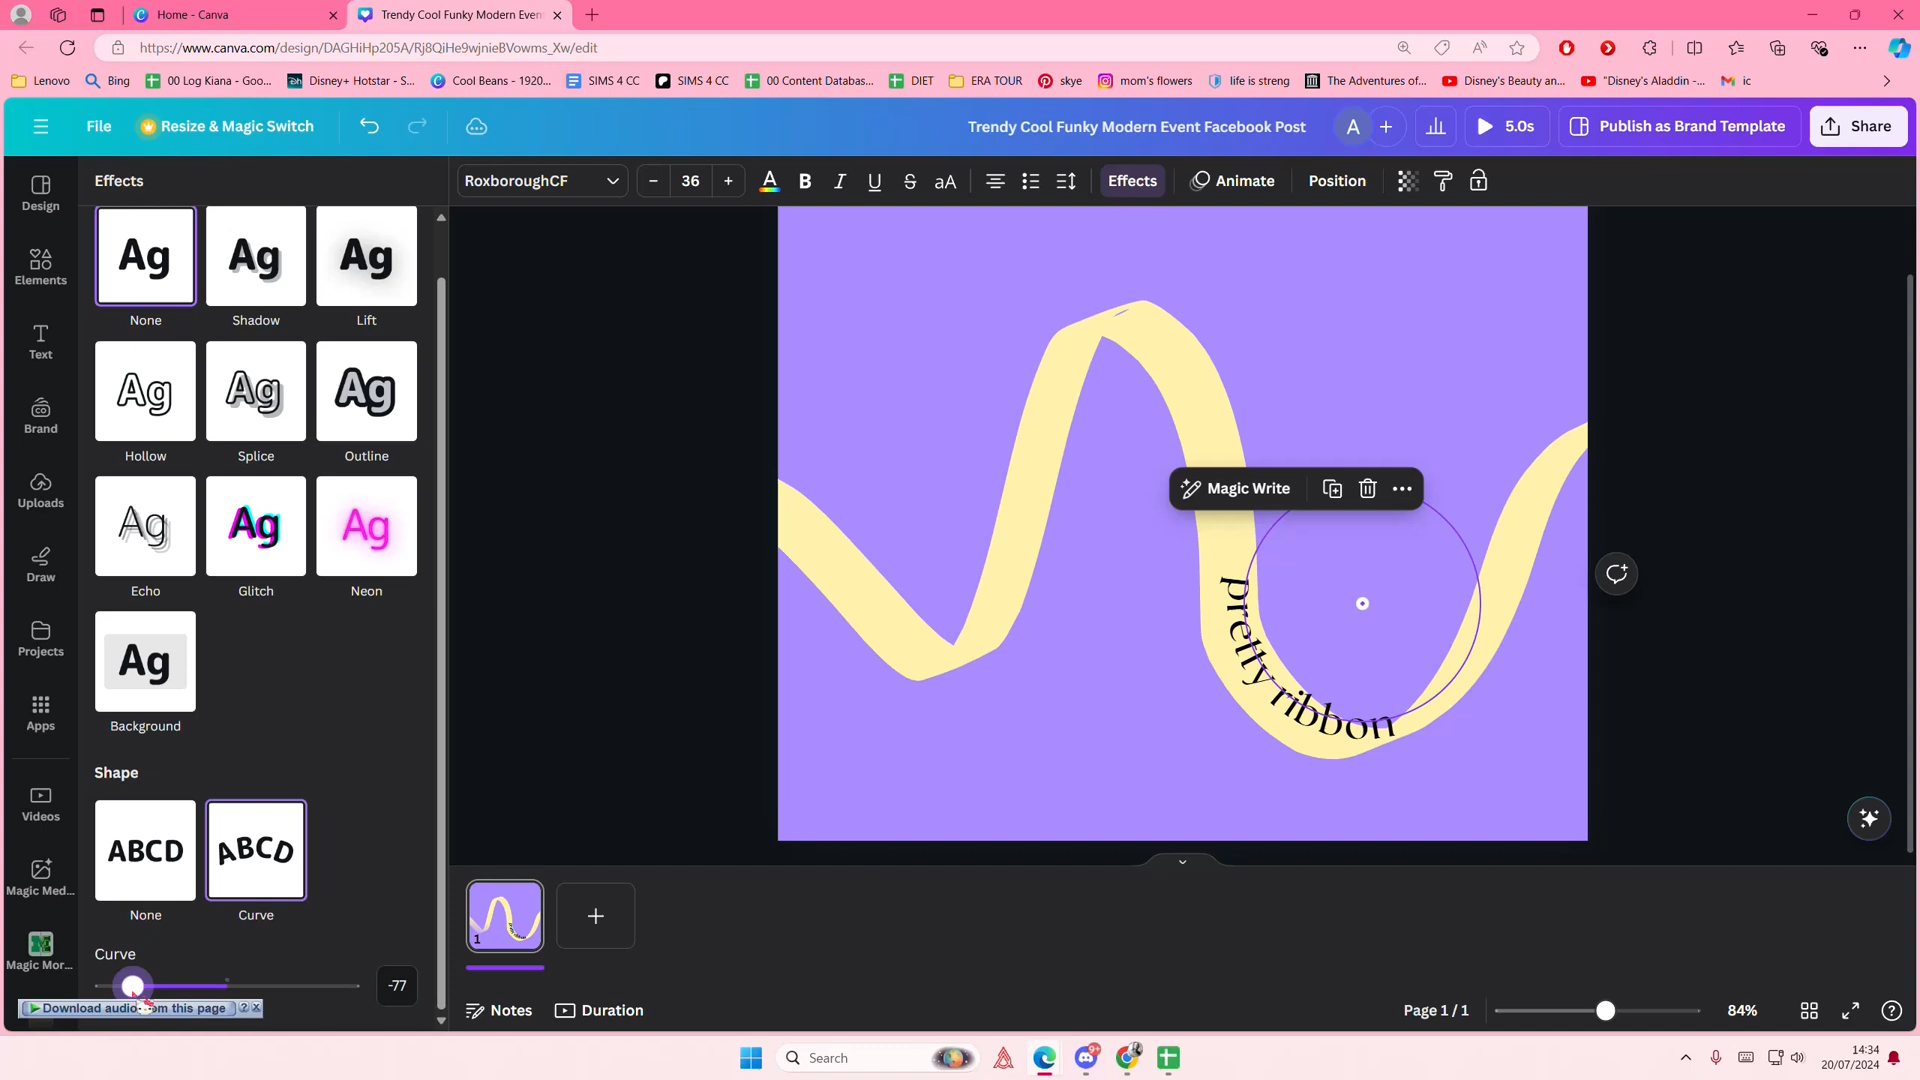 Home - Canva
Trendy Cool Funky Modern Even
https://www.canva.com/design/DAGHiHp205A/Rj8QiHe9wjnieBVowms_Xw/edit
Lenovo
Bing
00 Log Kiana - Goo...
Disney+ Hotstar - S...
Cool Beans - 1920...
SIMS 4 CC
SIMS 4 CC
00 Content Databas...
DIET
ERA TOUR
skye
mom's flowers
life is streng
The Adventures of...
Disney's Beauty an...
"Disney's Aladdin -...
ic
File
Resize & Magic Switch
Trendy Cool Funky Modern Event Facebook Post
A
5.0s
Publish as Brand Template
Share
Design
Elements
Text
Brand
Uploads
Draw
Projects
Apps
Videos
Magic Med...
Magic Mor...
Effects
Ag
None
Ag
Shadow
Ag
Lift
Ag
Hollow
Ag
Splice
Ag
Outline
Ag
Echo
Ag
Glitch
Ag
Neon
Ag
Background
Shape
ABCD
None
ABCD
Curve
Curve
-77
Download audio from this page
RoxboroughCF
36
A
B
I
U
S
aA
Effects
Animate
Position
Magic Write
pretty ribbon
1
Notes
Duration
Page 1 / 1
84%
Search
9+
14:34
20/07/2024